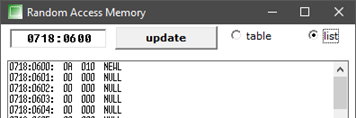 Random Access Memory
0718:0600 update table list
0718:0600: 0A 010 NEWL
0718:0601: 00 000 NULL
0718:0602: 00 000 NULL
0718:0603: 00 000 NULL
0718:0604: 00 000 NULL